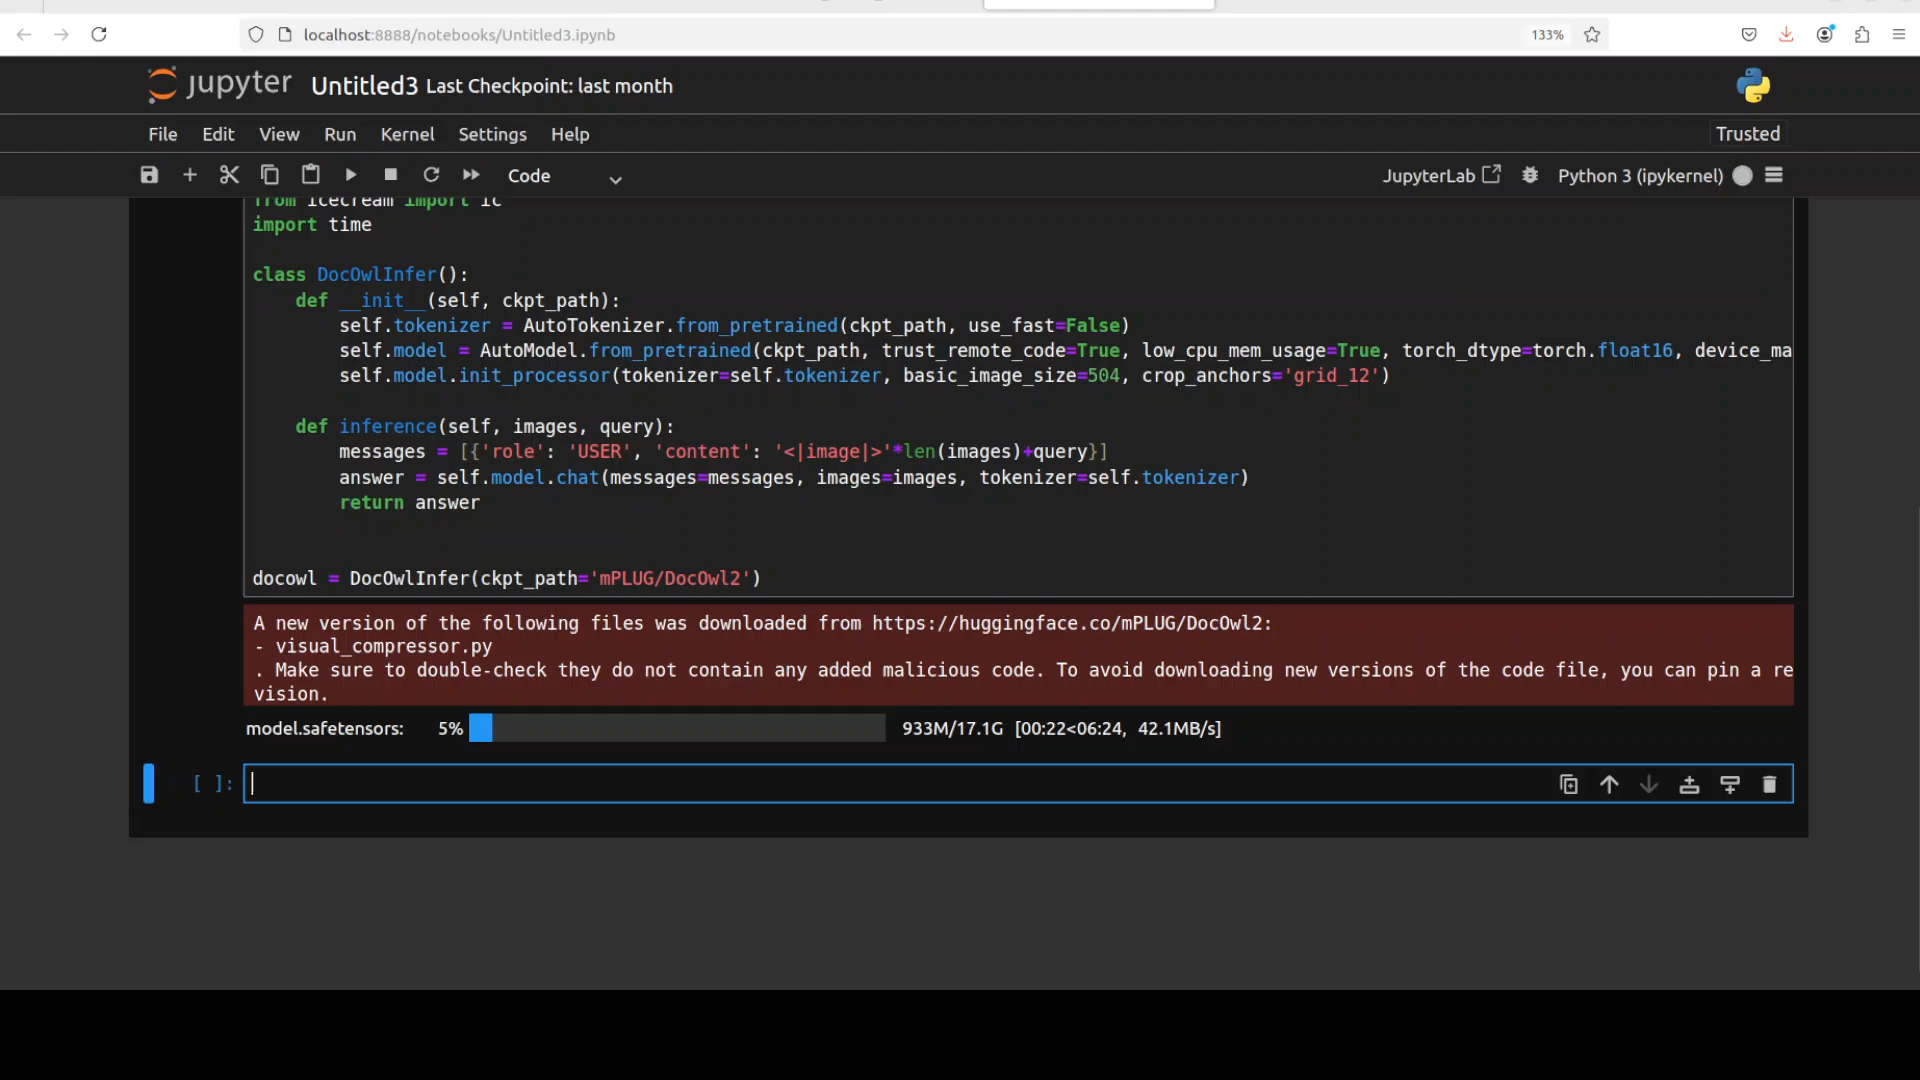 localhost:8888/notebooks/Untitled3.ipynb
133%
jupyter Untitled3 Last Checkpoint: last month
File Edit View Run Kernel Settings Help
Trusted
Code
JupyterLab
Python 3 (ipykernel)
from icecream import ic
import time
class DocOwlInfer():
    def __init__(self, ckpt_path):
        self.tokenizer = AutoTokenizer.from_pretrained(ckpt_path, use_fast=False)
        self.model = AutoModel.from_pretrained(ckpt_path, trust_remote_code=True, low_cpu_mem_usage=True, torch_dtype=torch.float16, device_ma
        self.model.init_processor(tokenizer=self.tokenizer, basic_image_size=504, crop_anchors='grid_12')
    def inference(self, images, query):
        messages = [{'role': 'USER', 'content': '<|image|>'*len(images)+query}]
        answer = self.model.chat(messages=messages, images=images, tokenizer=self.tokenizer)
        return answer
docowl = DocOwlInfer(ckpt_path='mPLUG/DocOwl2')
A new version of the following files was downloaded from https://huggingface.co/mPLUG/DocOwl2:
- visual_compressor.py
. Make sure to double-check they do not contain any added malicious code. To avoid downloading new versions of the code file, you can pin a re
vision.
model.safetensors: 5% 933M/17.1G [00:22<06:24, 42.1MB/s]
[ ]: